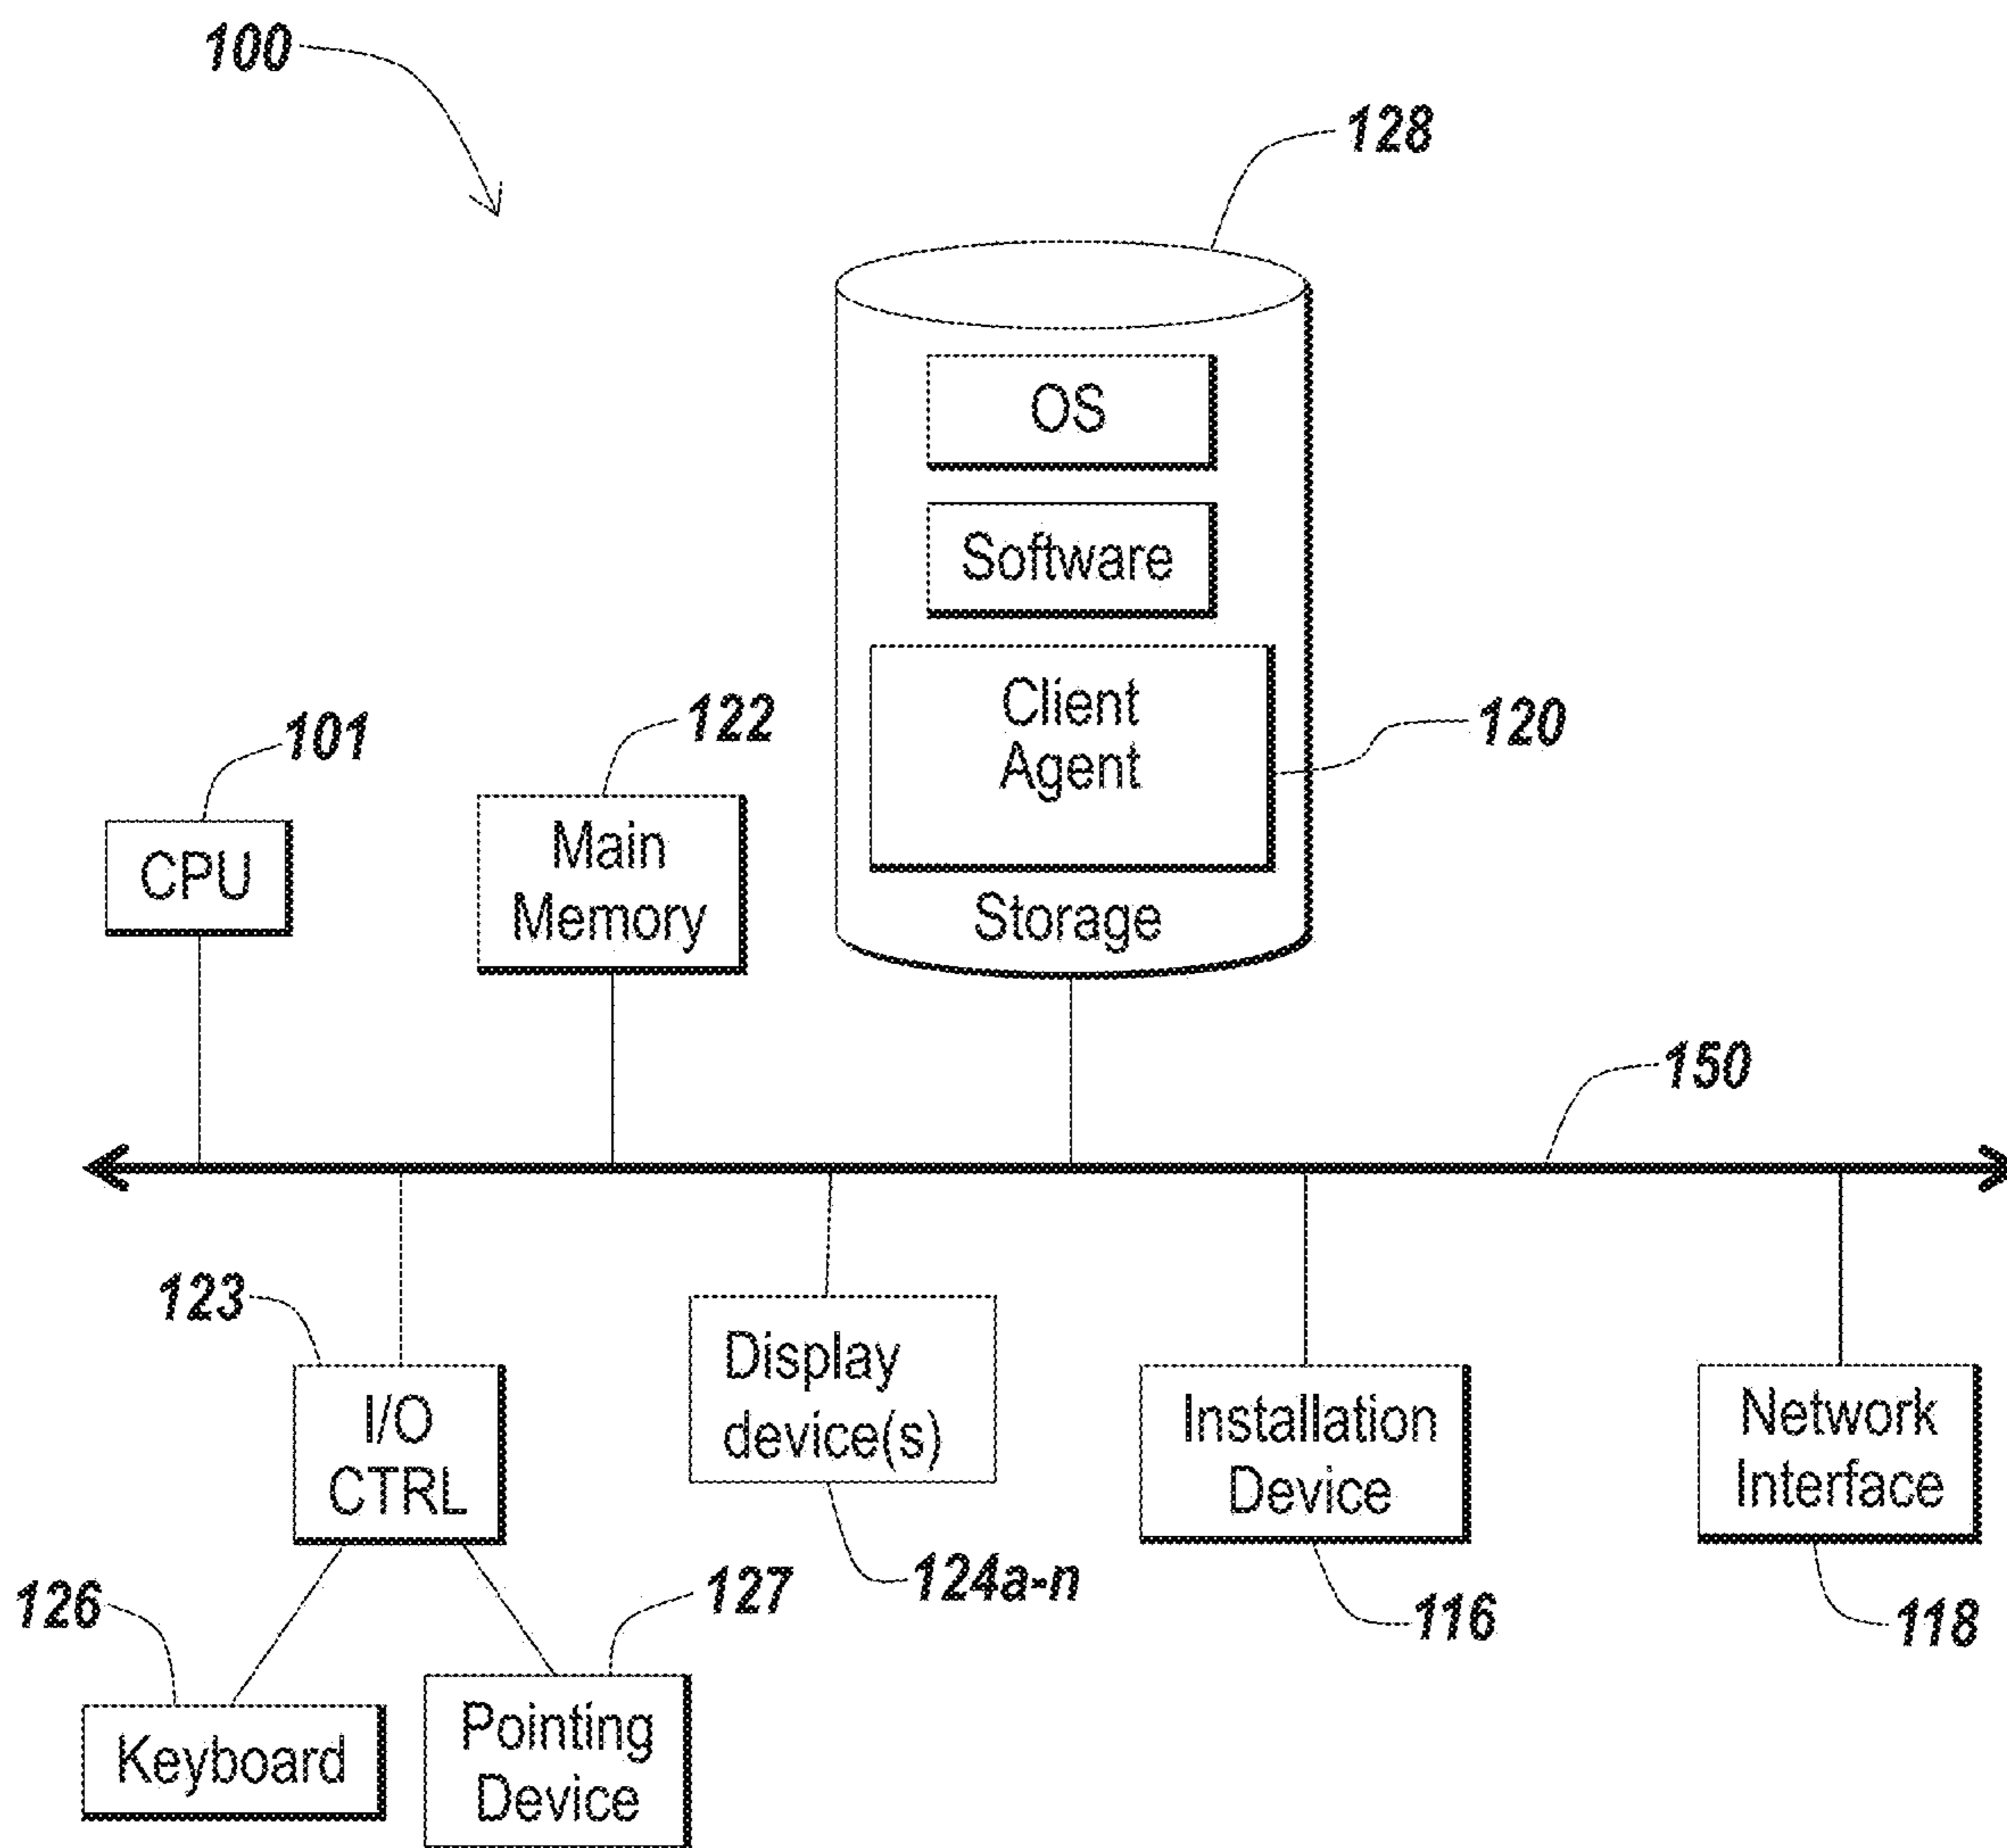 100
128
OS
Software
Client
Agent
120
Storage
101
CPU
122
Main
Memory
150
123
I/O
CTRL
Display
device(s)
124a-n
Installation
Device
116
Network
Interface
118
126
Keyboard
127
Pointing
Device